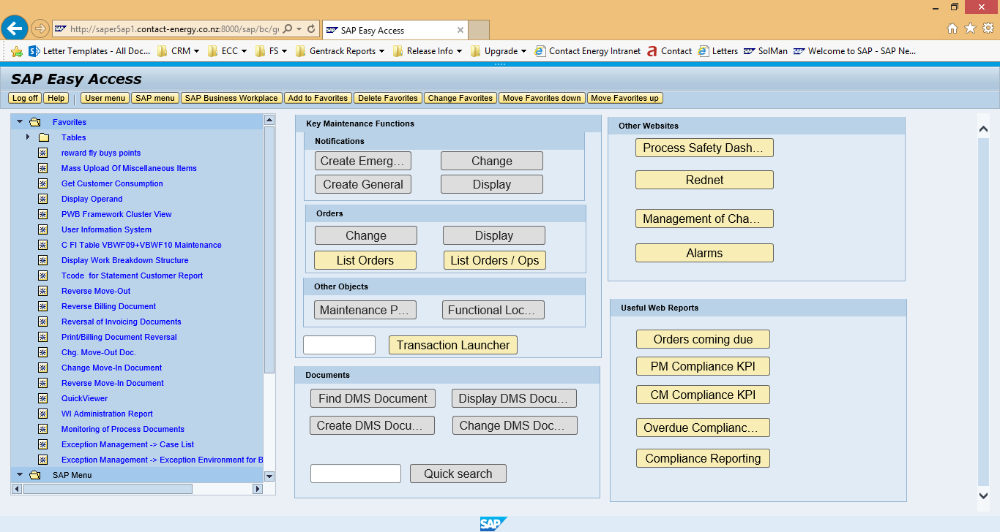 http://saper5ap1.contact-energy.co.nz:8000/sap/bc/gu
SAP Easy Access
Letter Templates - All Doc... CRM ECC FS Gentrack Reports Release Info Upgrade Contact Energy Intranet Contact Letters SolMan Welcome to SAP - SAP Ne...
SAP Easy Access
Log off Help User menu SAP menu SAP Business Workplace Add to Favorites Delete Favorites Change Favorites Move Favorites down Move Favorites up
Favorites
Tables
reward fly buys points
Mass Upload Of Miscellaneous Items
Get Customer Consumption
Display Operand
PWB Framework Cluster View
User Information System
C FI Table VBWF09+VBWF10 Maintenance
Display Work Breakdown Structure
Tcode for Statement Customer Report
Reverse Move-Out
Reverse Billing Document
Reversal of Invoicing Documents
Print/Billing Document Reversal
Chg. Move-Out Doc.
Change Move-In Document
Reverse Move-In Document
QuickViewer
WI Administration Report
Monitoring of Process Documents
Exception Management -> Case List
Exception Management -> Exception Environment for B
SAP Menu
Key Maintenance Functions
Notifications
Create Emerg... Change
Create General Display
Orders
Change Display
List Orders List Orders / Ops
Other Objects
Maintenance P... Functional Loc...
Transaction Launcher
Documents
Find DMS Document Display DMS Docu...
Create DMS Docu... Change DMS Doc...
Quick search
Other Websites
Process Safety Dash...
Rednet
Management of Cha...
Alarms
Useful Web Reports
Orders coming due
PM Compliance KPI
CM Compliance KPI
Overdue Complianc...
Compliance Reporting
SAP